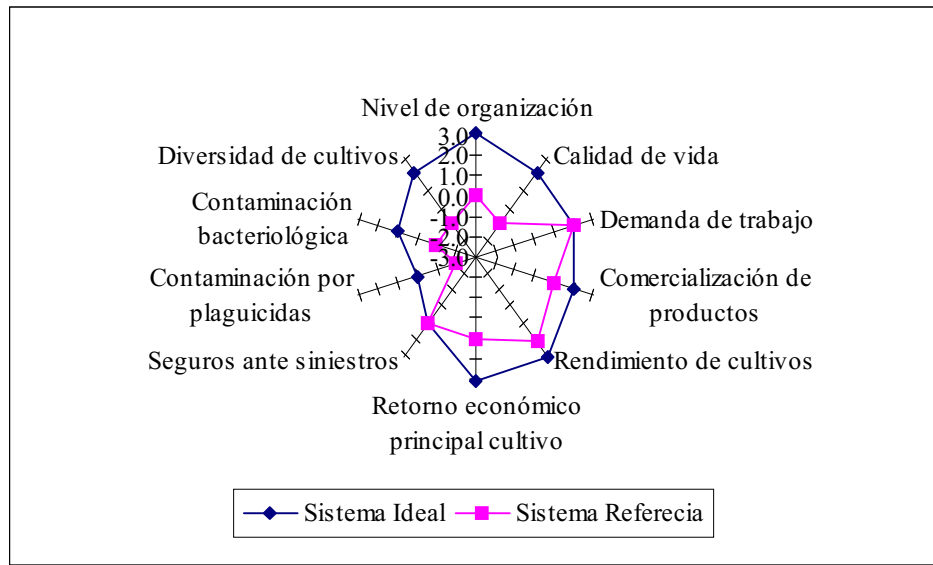 Nivel de organización
Diversidad de cultivos
Calidad de vida
Contaminación
bacteriológica
Demanda de trabajo
Contaminación por
plaguicidas
Comercialización de
productos
Seguros ante siniestros
Rendimiento de cultivos
Retorno económico
principal cultivo
3.0
2.0
1.0
0.0
-1.0
-2.0
-3.0
Sistema Ideal
Sistema Referecia